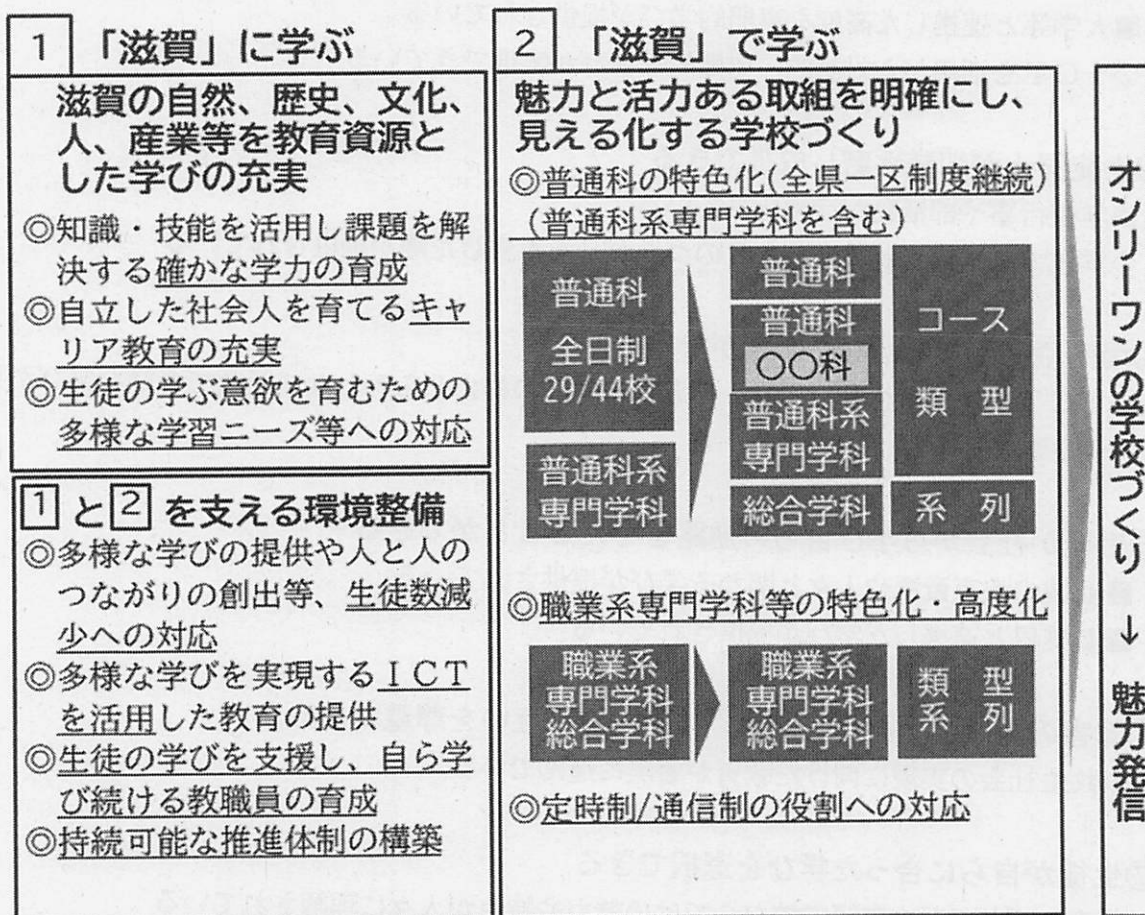 1 「滋賀」に学ぶ
滋賀の自然、歴史、文化、
人、産業等を教育資源と
した学びの充実
◎知識・技能を活用し課題を解
決する確かな学力の育成
◎自立した社会人を育てるキャ
リア教育の充実
◎生徒の学ぶ意欲を育むための
多様な学習ニーズ等への対応
1 と 2 を支える環境整備
◎多様な学びの提供や人と人の
つながりの創出等、生徒数減
少への対応
◎多様な学びを実現するICT
を活用した教育の提供
◎生徒の学びを支援し、自ら学
び続ける教職員の育成
◎持続可能な推進体制の構築
2 「滋賀」で学ぶ
魅力と活力ある取組を明確にし、
見える化する学校づくり
◎普通科の特色化(全県一区制度継続)
(普通科系専門学科を含む)
普通科
全日制
29/44校
普通科系
専門学科
普通科
普通科
〇〇科
普通科系
専門学科
総合学科
コース
類 型
系 列
◎職業系専門学科等の特色化・高度化
職業系
専門学科
総合学科
職業系
専門学科
総合学科
類 型
系 列
◎定時制/通信制の役割への対応
オンリーワンの学校づくり → 魅力発信